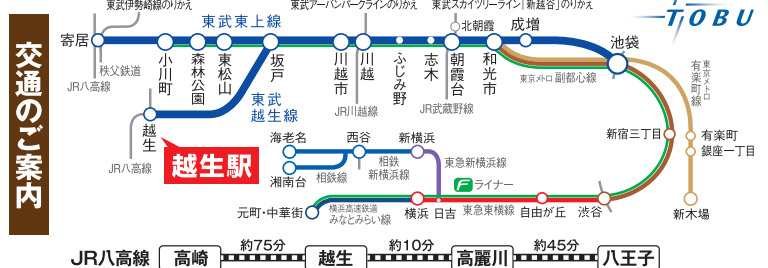 東武伊勢崎線のりかえ
東武アーバンパークラインのりかえ
東武スカイツリーライン「新越谷」のりかえ
TOBU
交通のご案内
東武東上線
北朝霞
成増
池袋
寄居
小川町
森林公園
東松山
坂戸
川越市
川越
ふじみ野
志木
朝霞台
和光市
秩父鉄道
JR八高線
JR川越線
JR武蔵野線
東京メトロ 副都心線
東京メトロ
有楽町線
東武
越生線
越生
JR八高線
越生駅
海老名
西谷
新横浜
湘南台
相鉄線
相鉄
新横浜線
東急新横浜線
新宿三丁目
有楽町
銀座一丁目
新木場
Fライナー
元町・中華街
横浜高速鉄道
みなとみらい線
横浜
日吉
東急東横線
自由が丘
渋谷
JR八高線
高崎
約75分
越生
約10分
高麗川
約45分
八王子